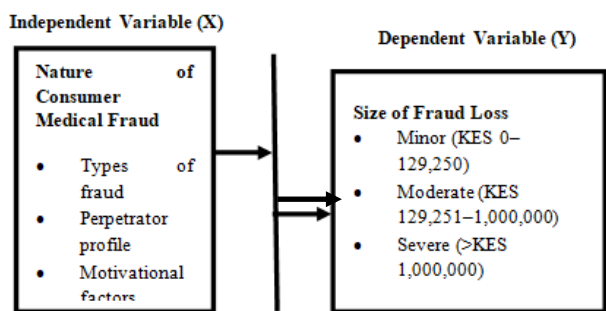 Independent Variable (X)
Nature of
Consumer
Medical Fraud
• Types of
fraud
• Perpetrator
profile
• Motivational
factors
Dependent Variable (Y)
Size of Fraud Loss
• Minor (KES 0–
129,250)
• Moderate (KES
129,251–1,000,000)
• Severe (>KES
1,000,000)